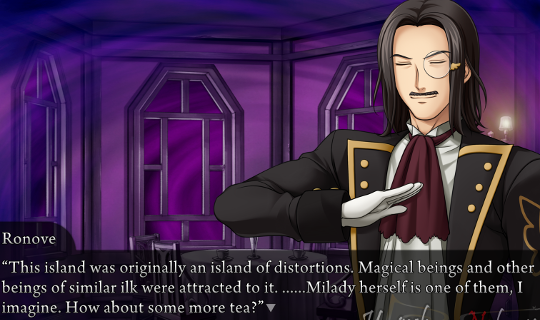 Ronove
“This island was originally an island of distortions. Magical beings and other
beings of similar ilk were attracted to it. ......Milady herself is one of them, I
imagine. How about some more tea?”